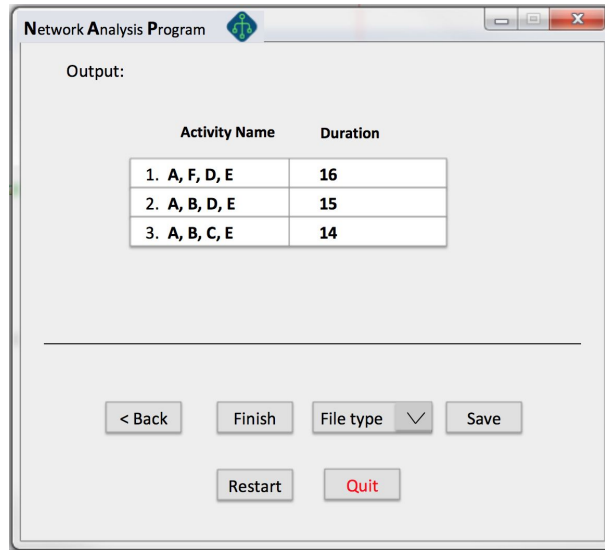 Network Analysis Program
Output:
Activity Name Duration
1. A, F, D, E 16
2. A, B, D, E 15
3. A, B, C, E 14
< Back Finish File type Save
Restart Quit